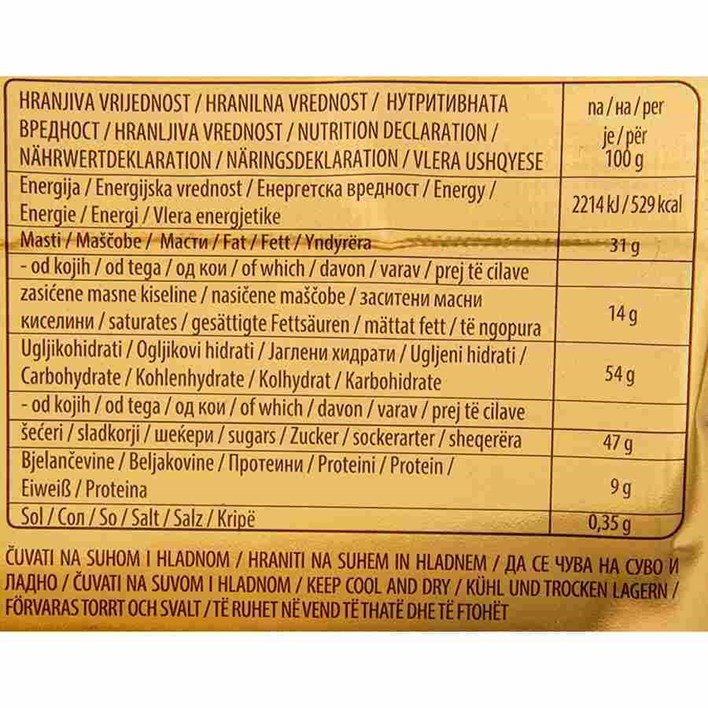 HRANJIVA VRIJEDNOST / HRANILNA VREDNOST / НУТРИТИВНАТА
ВРЕДНОСТ / HRANLJIVA VREDNOST / NUTRITION DECLARATION /
NÄHRWERTDEKLARATION / NÄRINGSDEKLARATION / VLERA USHQYESE
na / на / per
je / për
100 g
Energija / Energijska vrednost / Енергетска вредност / Energy /
Energie / Energi / Vlera energjetike
2214 kJ / 529 kcal
Masti / Maščobe / Масти / Fat / Fett / Yndyrëra
31 g
- od kojih / od tega / од кои / of which / davon / varav / prej të cilave
zasićene masne kiseline / nasičene maščobe / заситени масни
киселини / saturates / gesättigte Fettsäuren / mättat fett / të ngopura
14 g
Ugljikohidrati / Ogljikovi hidrati / Јаглени хидрати / Ugljeni hidrati /
Carbohydrate / Kohlenhydrate / Kolhydrat / Karbohidrate
54 g
- od kojih / od tega / од кои / of which / davon / varav / prej të cilave
šećeri / sladkorji / шеќери / sugars / Zucker / sockerarter / sheqerëra
47 g
Bjelančevine / Beljakovine / Протеини / Proteini / Protein /
Eiweiß / Proteina
9 g
Sol / Сол / So / Salt / Salz / Kripë
0,35 g
ČUVATI NA SUHOM I HLADNOM / HRANITI NA SUHEM IN HLADNEM / ДА СЕ ЧУВА НА СУВО И
ЛАДНО / ČUVATI NA SUVOM I HLADNOM / KEEP COOL AND DRY / KÜHL UND TROCKEN LAGERN /
FÖRVARAS TORRT OCH SVALT / TË RUHET NË VEND TË THATË DHE TË FTOHËT